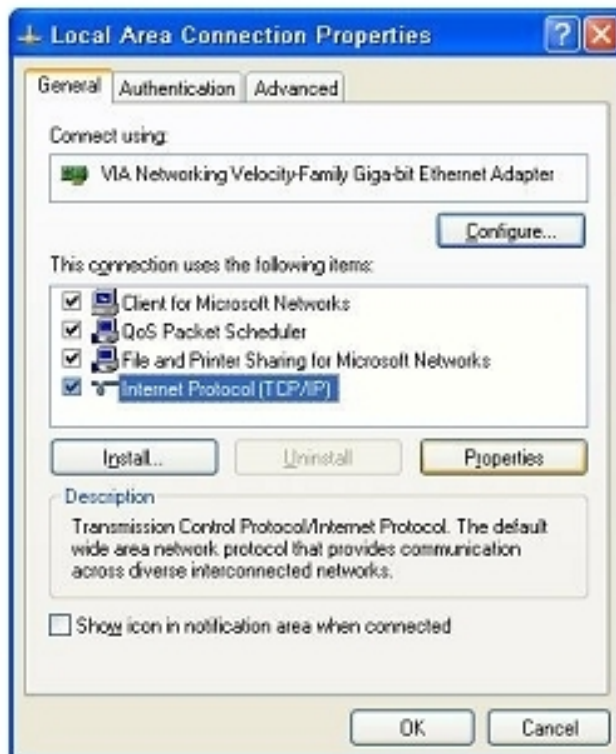 Local Area Connection Properties
General Authentication Advanced
Connect using:
VIA Networking Velocity-Family Giga-bit Ethernet Adapter
Configure...
This connection uses the following items:
Client for Microsoft Networks
QoS Packet Scheduler
File and Printer Sharing for Microsoft Networks
Internet Protocol (TCP/IP)
Install... Uninstall Properties
Description
Transmission Control Protocol/Internet Protocol. The default
wide area network protocol that provides communication
across diverse interconnected networks.
Show icon in notification area when connected
OK Cancel